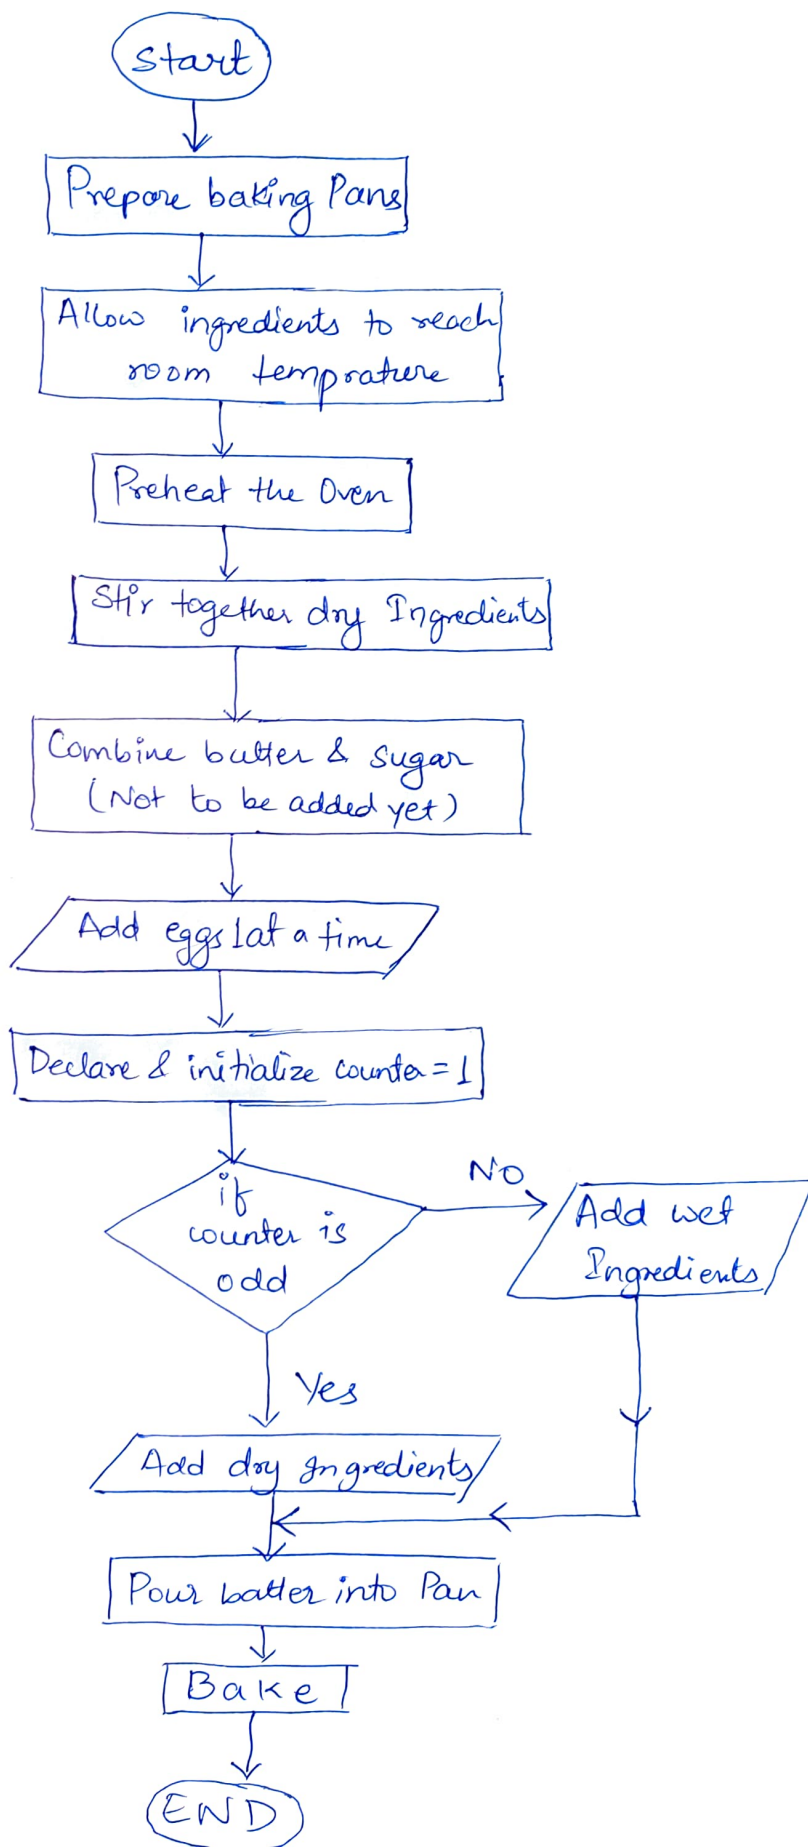 Start
Prepare baking Pans
Allow ingredients to reach
room temprature
Preheat the Oven
Stir together dry Ingredients
Combine butter & sugar
(Not to be added yet)
Add eggs 1 at a time
Declare & initialize counter = 1
if
counter is
odd
NO
Add wet
Ingredients
Yes
Add dry Ingredients
Pour batter into Pan
Bake
END